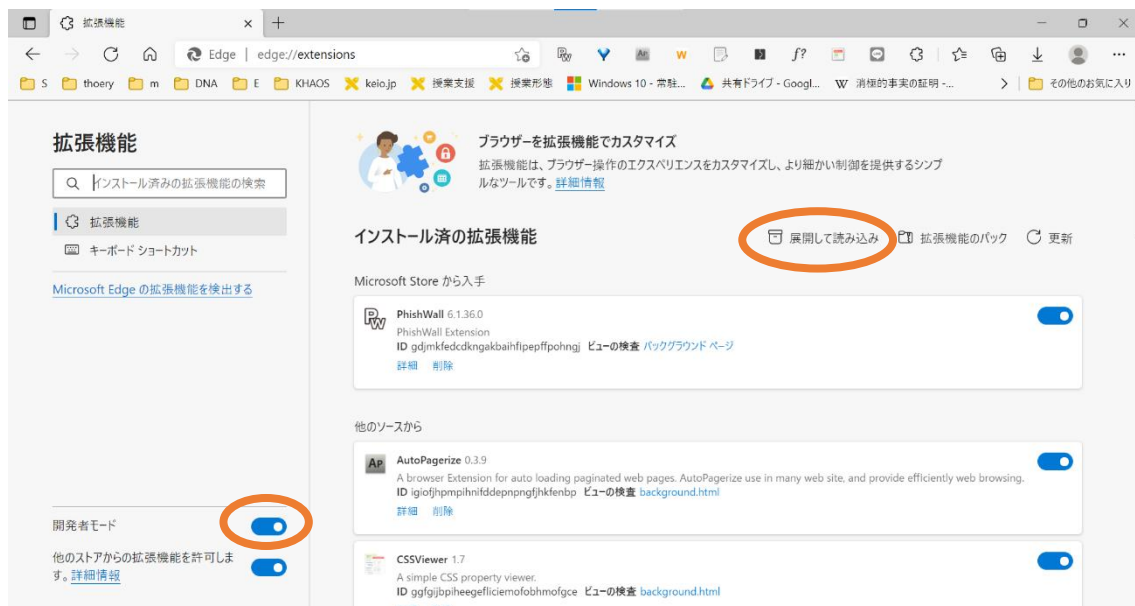 拡張機能
Edge | edge://extensions
S thoery m DNA E KHAOS keio.jp 授業支援 授業形態 Windows 10 - 常駐... 共有ドライブ - Googl... W 消極的事実の証明 -... その他のお気に入り
拡張機能
インストール済みの拡張機能の検索
拡張機能
キーボード ショートカット
Microsoft Edge の拡張機能を検出する
開発者モード
他のストアからの拡張機能を許可しま
す。詳細情報
ブラウザーを拡張機能でカスタマイズ
拡張機能は、ブラウザー操作のエクスペリエンスをカスタマイズし、より細かい制御を提供するシンプ
ルなツールです。詳細情報
インストール済の拡張機能
展開して読み込み 拡張機能のパック 更新
Microsoft Store から入手
PhishWall 6.1.36.0
PhishWall Extension
ID gdjmkfedcdkngakbaihfipepffpohngj ビューの検査 バックグラウンド ページ
詳細 削除
他のソースから
AP AutoPagerize 0.3.9
A browser Extension for auto loading paginated web pages. AutoPagerize use in many web site, and provide efficiently web browsing.
ID igiofjhpmpihnifddepnpngfjhkfenbp ビューの検査 background.html
詳細 削除
CSSViewer 1.7
A simple CSS property viewer.
ID ggfgijbpiheegefliciemofobhmofgce ビューの検査 background.html